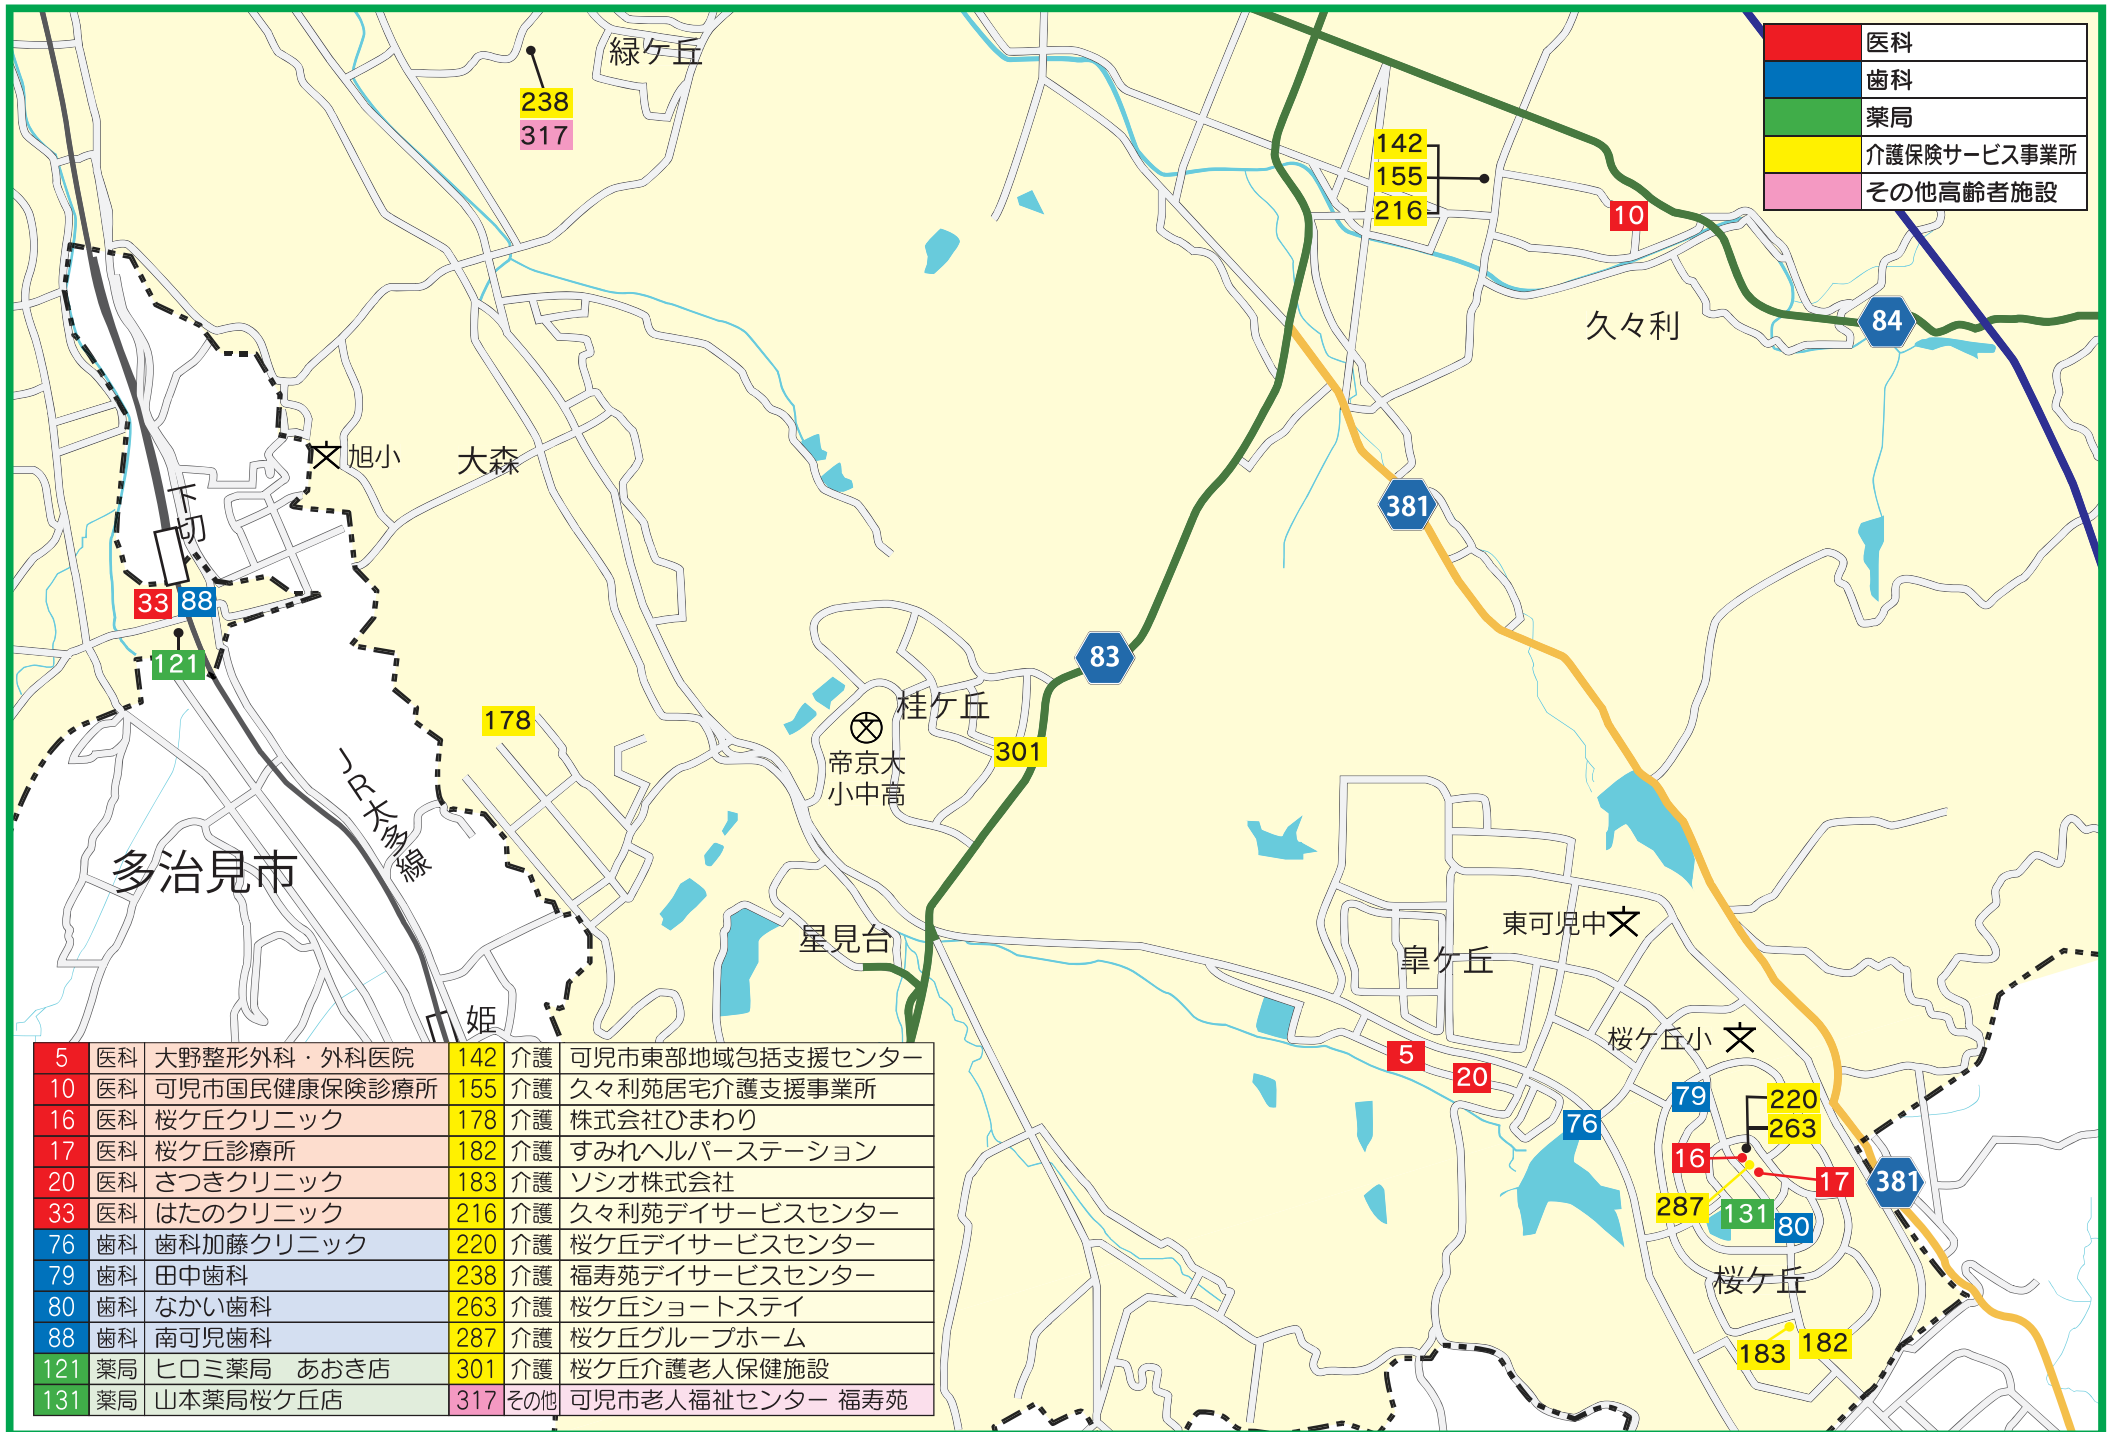 緑ケ丘
238
317
142
155
216
10
医科
歯科
薬局
介護保険サービス事業所
その他高齢者施設
久々利
84
旭小
大森
下切
381
33
88
121
83
178
桂ケ丘
301
帝京大
小中高
JR太多線
多治見市
星見台
東可児中
皐ケ丘
姫
桜ケ丘小
5
20
76
79
220
263
16
17
381
287
131
80
桜ケ丘
183
182
5 医科 大野整形外科・外科医院
10 医科 可児市国民健康保険診療所
16 医科 桜ケ丘クリニック
17 医科 桜ケ丘診療所
20 医科 さつきクリニック
33 医科 はたのクリニック
76 歯科 歯科加藤クリニック
79 歯科 田中歯科
80 歯科 なかい歯科
88 歯科 南可児歯科
121 薬局 ヒロミ薬局 あおき店
131 薬局 山本薬局桜ケ丘店
142 介護 可児市東部地域包括支援センター
155 介護 久々利苑居宅介護支援事業所
178 介護 株式会社ひまわり
182 介護 すみれヘルパーステーション
183 介護 ソシオ株式会社
216 介護 久々利苑デイサービスセンター
220 介護 桜ケ丘デイサービスセンター
238 介護 福寿苑デイサービスセンター
263 介護 桜ケ丘ショートステイ
287 介護 桜ケ丘グループホーム
301 介護 桜ケ丘介護老人保健施設
317 その他 可児市老人福祉センター 福寿苑